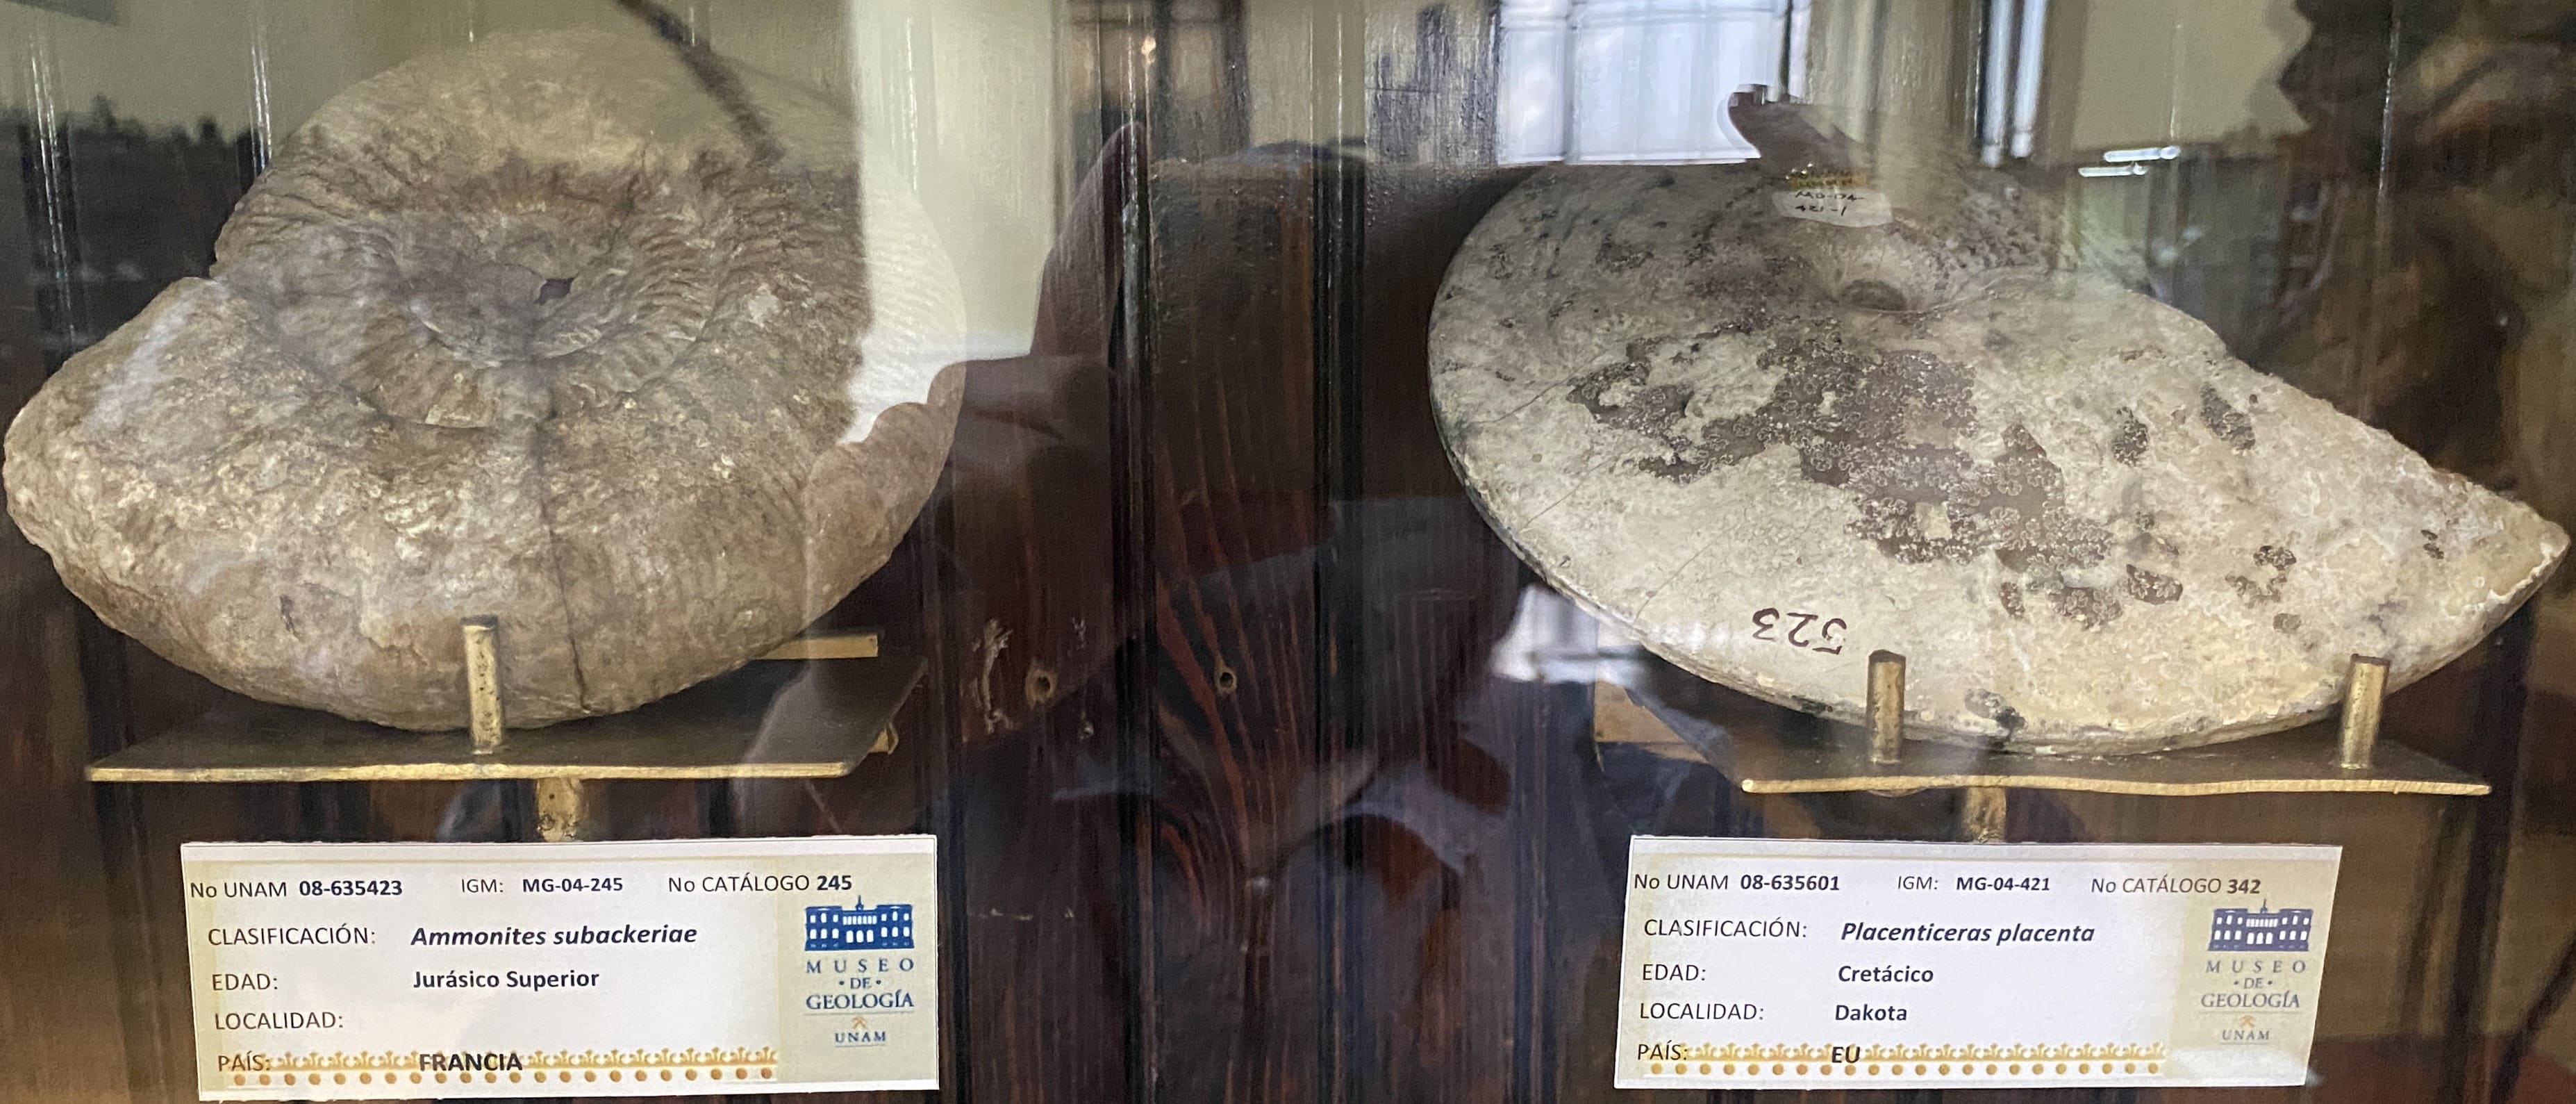 523
No UNAM 08-635423 IGM: MG-04-245 No CATÁLOGO 245
CLASIFICACIÓN: Ammonites subackeriae
EDAD: Jurásico Superior
LOCALIDAD:
PAÍS: FRANCIA
MUSEO
• DE •
GEOLOGÍA
UNAM
No UNAM 08-635601 IGM: MG-04-421 No CATÁLOGO 342
CLASIFICACIÓN: Placenticeras placenta
EDAD: Cretácico
LOCALIDAD: Dakota
PAÍS: EU
MUSEO
• DE •
GEOLOGÍA
UNAM